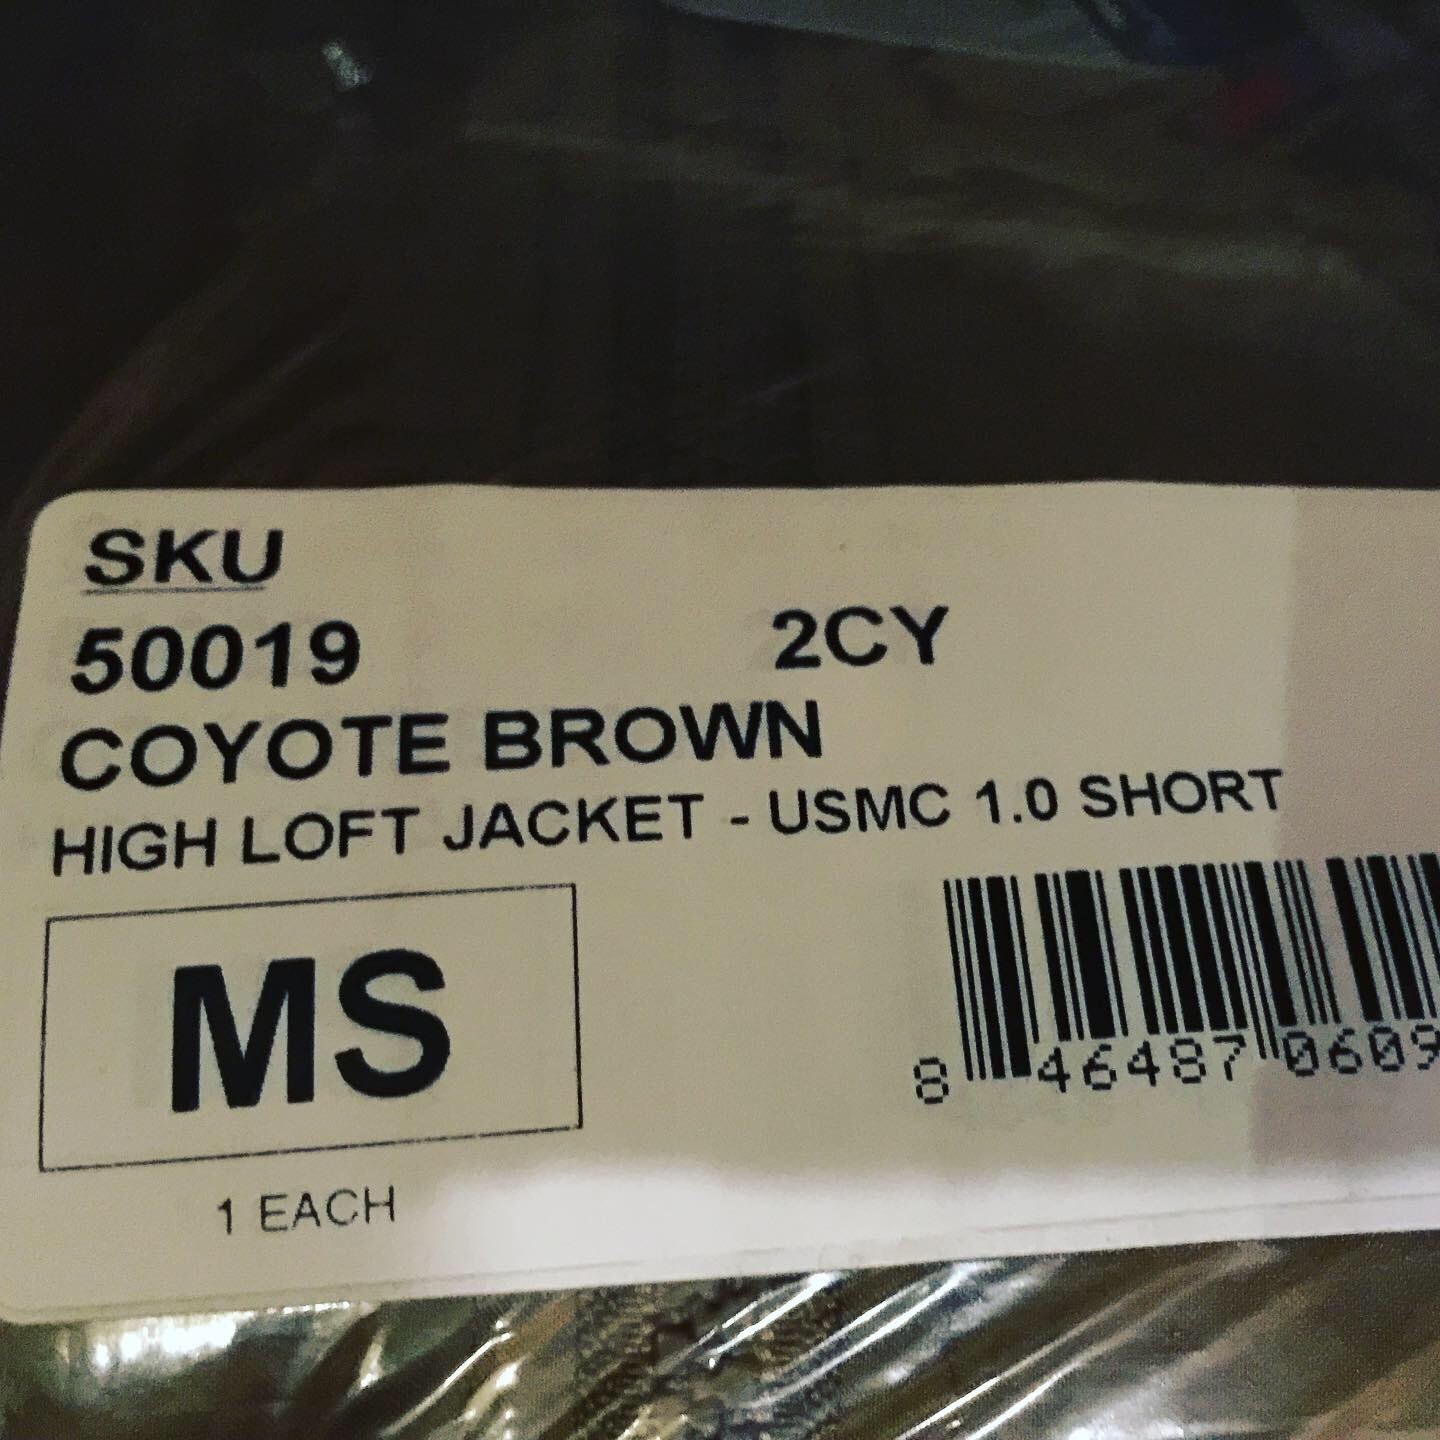 SKU
50019 2CY
COYOTE BROWN
HIGH LOFT JACKET - USMC 1.0 SHORT
MS
8 46487 0609
1 EACH